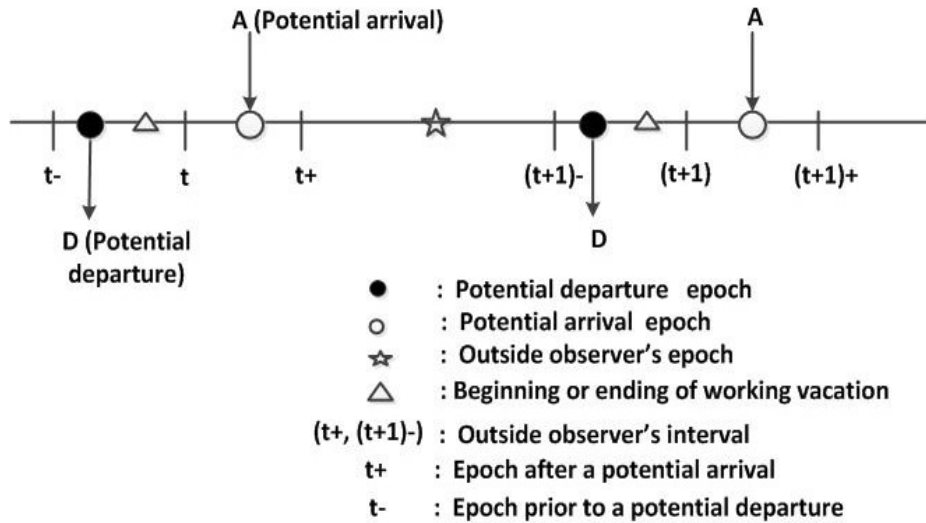 A (Potential arrival)
A
t-
t
t+
(t+1)-
(t+1)
(t+1)+
D (Potential
departure)
D
: Potential departure epoch
: Potential arrival epoch
: Outside observer's epoch
: Beginning or ending of working vacation
(t+, (t+1)-) : Outside observer's interval
t+ : Epoch after a potential arrival
t- : Epoch prior to a potential departure